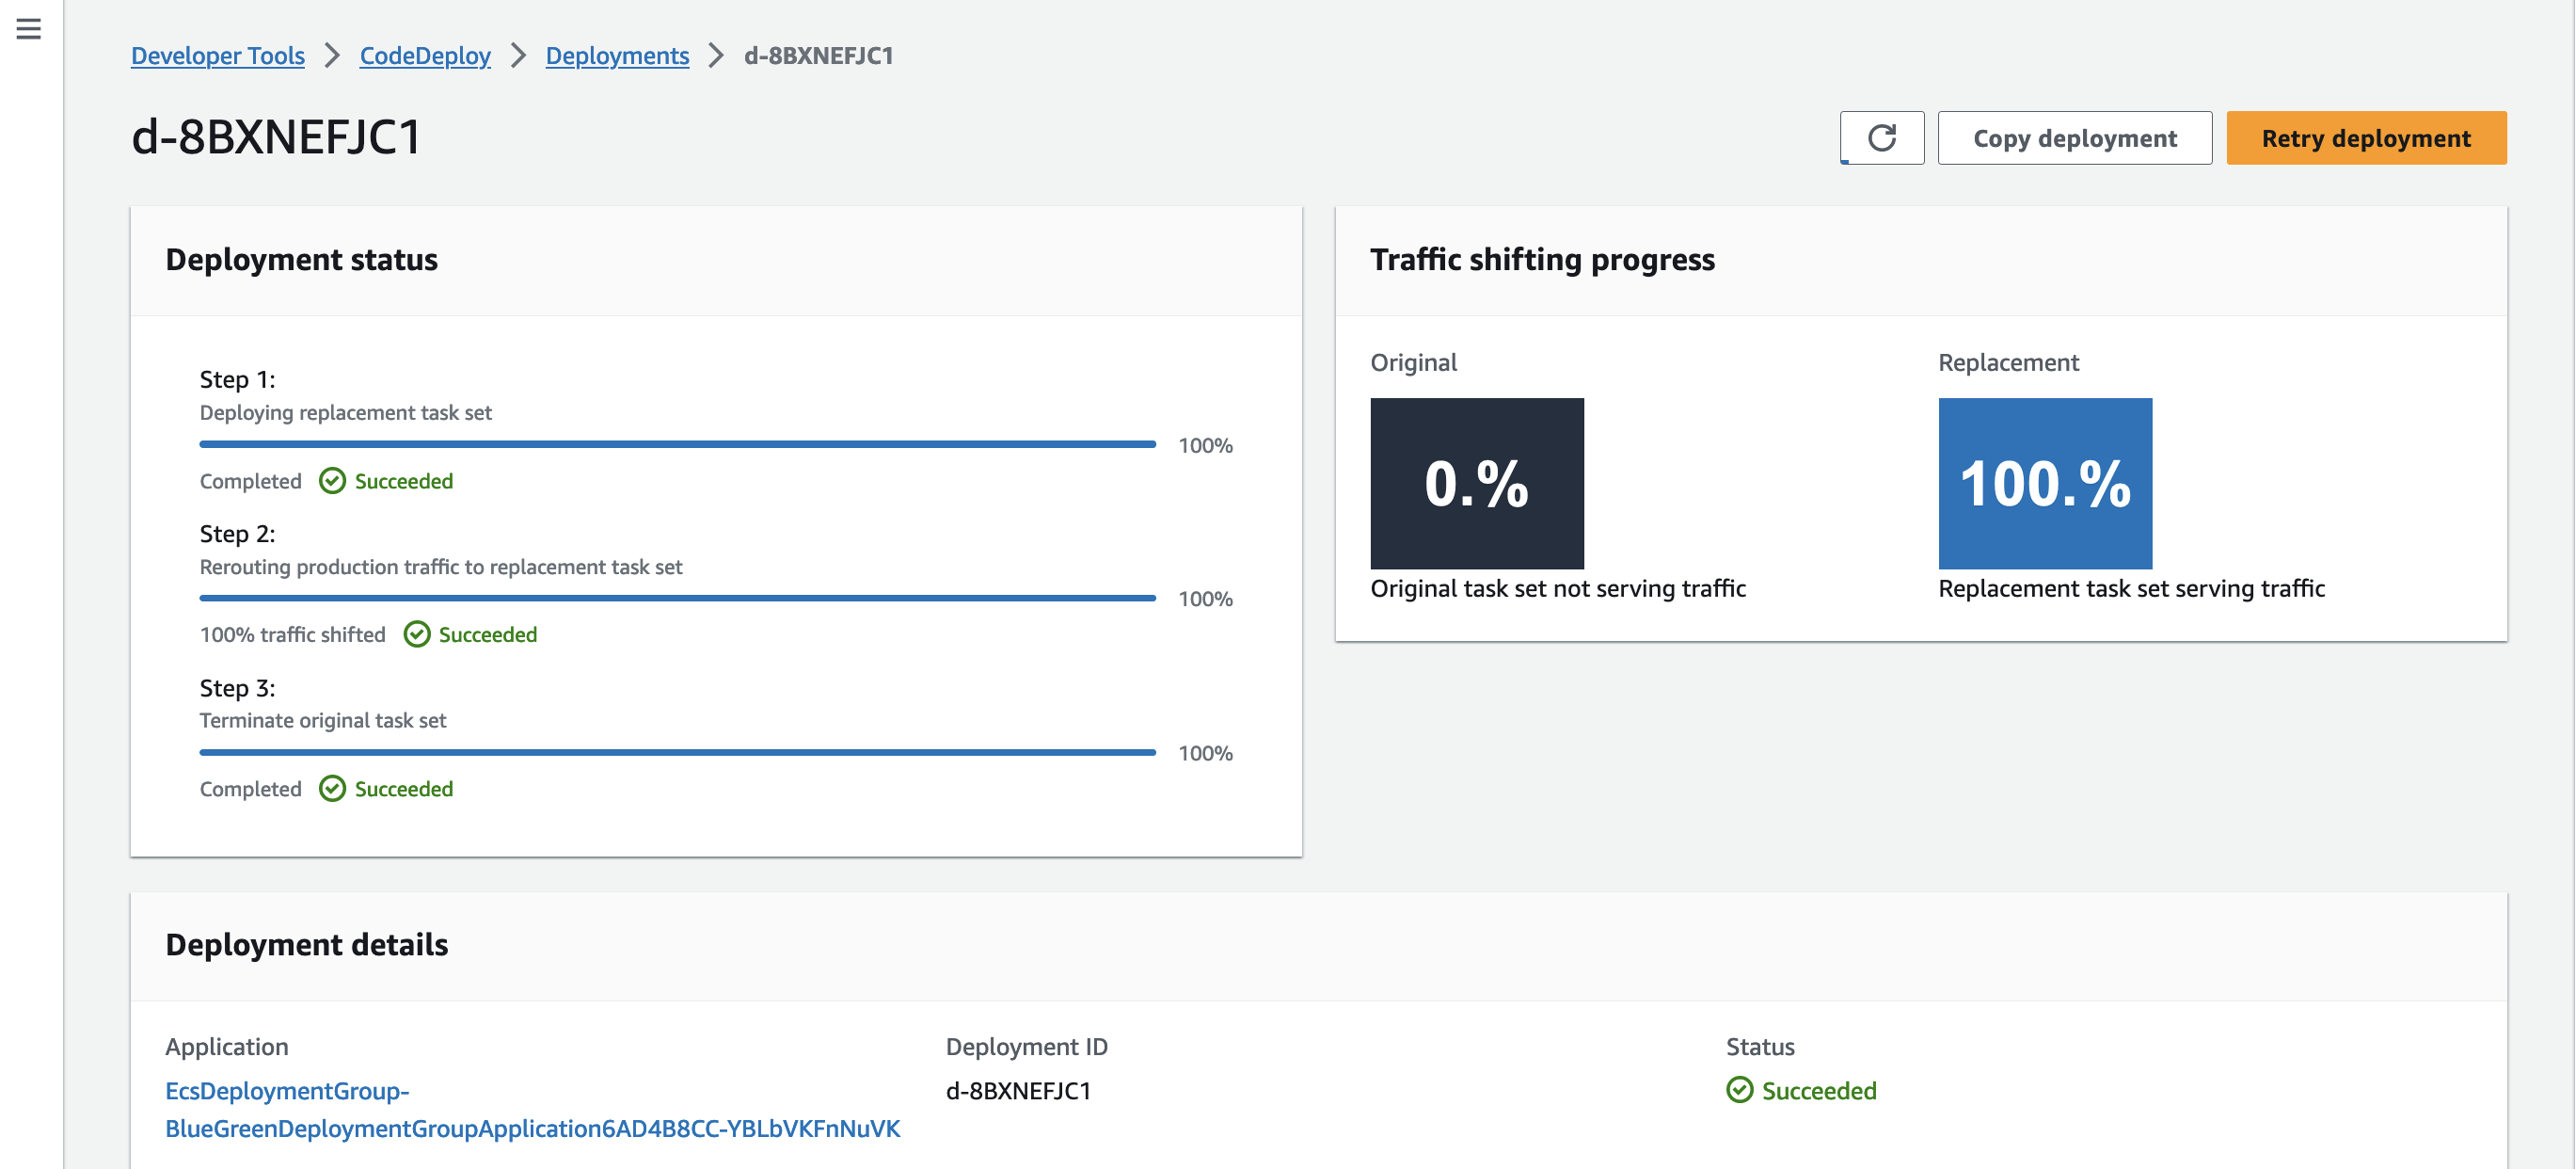 Developer Tools > CodeDeploy > Deployments > d-8BXNEFJC1
d-8BXNEFJC1
Copy deployment
Retry deployment
Deployment status
Step 1:
Deploying replacement task set
100%
Completed Succeeded
Step 2:
Rerouting production traffic to replacement task set
100%
100% traffic shifted Succeeded
Step 3:
Terminate original task set
100%
Completed Succeeded
Traffic shifting progress
Original
0.%
Original task set not serving traffic
Replacement
100.%
Replacement task set serving traffic
Deployment details
Application
EcsDeploymentGroup-
BlueGreenDeploymentGroupApplication6AD4B8CC-YBLbVKFnNuVK
Deployment ID
d-8BXNEFJC1
Status
Succeeded